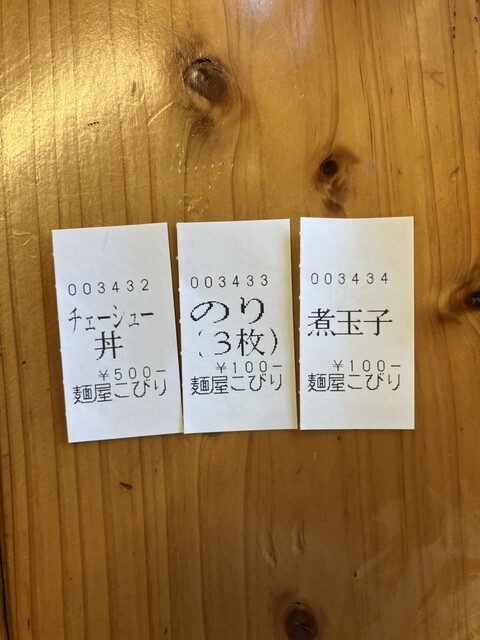 003432
チェーシュー
丼
¥500-
麺屋こびり
003433
のり
(3枚)
¥100-
麺屋こびり
003434
煮玉子
¥100-
麺屋こびり